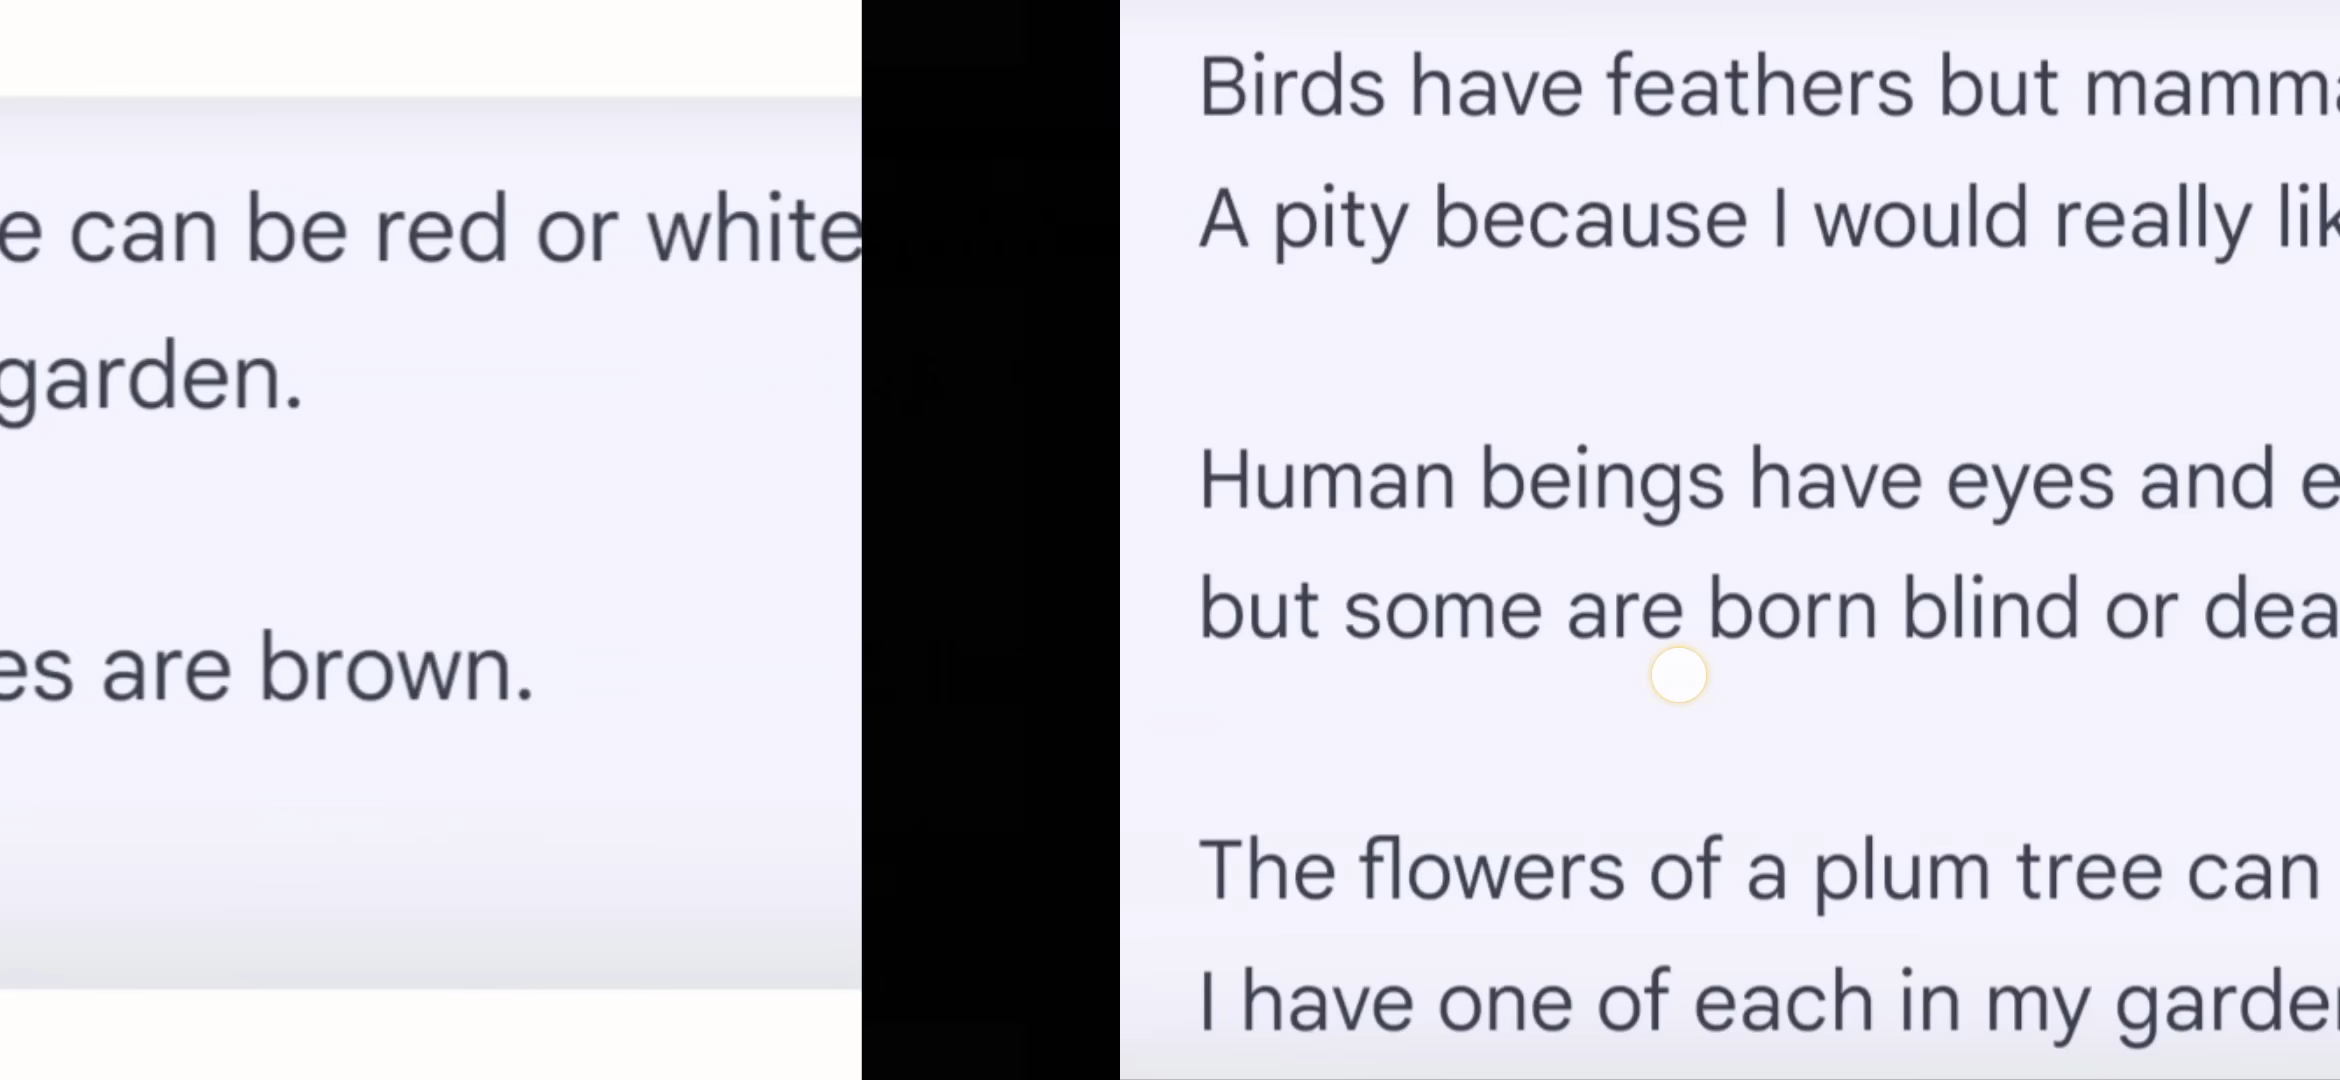 e can be red or white
garden.
es are brown.
Birds have feathers but mamma
A pity because I would really lik
Human beings have eyes and e
but some are born blind or dea
The flowers of a plum tree can
I have one of each in my garden